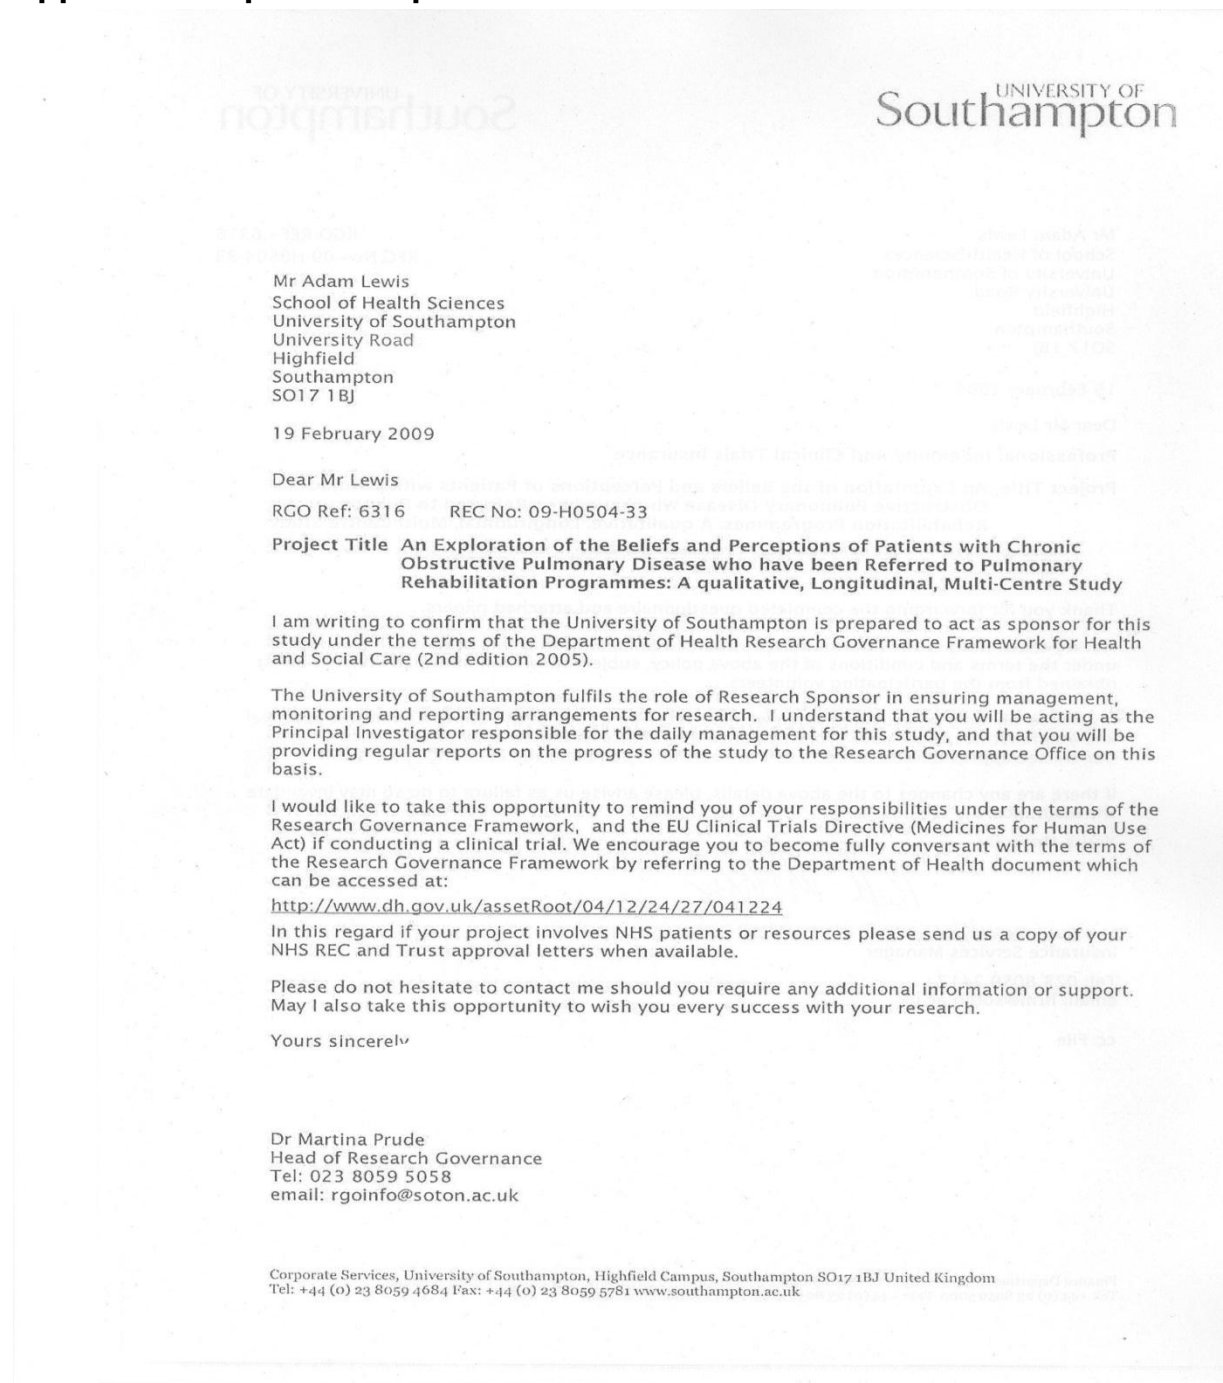 UNIVERSITY OF
Southampton
Mr Adam Lewis
School of Health Sciences
University of Southampton
University Road
Highfield
Southampton
SO17 1BJ
19 February 2009
Dear Mr Lewis
RGO Ref: 6316 REC No: 09-H0504-33
Project Title An Exploration of the Beliefs and Perceptions of Patients with Chronic
Obstructive Pulmonary Disease who have been Referred to Pulmonary
Rehabilitation Programmes: A qualitative, Longitudinal, Multi-Centre Study
I am writing to confirm that the University of Southampton is prepared to act as sponsor for this
study under the terms of the Department of Health Research Governance Framework for Health
and Social Care (2nd edition 2005).
The University of Southampton fulfils the role of Research Sponsor in ensuring management,
monitoring and reporting arrangements for research. I understand that you will be acting as the
Principal Investigator responsible for the daily management for this study, and that you will be
providing regular reports on the progress of the study to the Research Governance Office on this
basis.
I would like to take this opportunity to remind you of your responsibilities under the terms of the
Research Governance Framework, and the EU Clinical Trials Directive (Medicines for Human Use
Act) if conducting a clinical trial. We encourage you to become fully conversant with the terms of
the Research Governance Framework by referring to the Department of Health document which
can be accessed at:
http://www.dh.gov.uk/assetRoot/04/12/24/27/041224
In this regard if your project involves NHS patients or resources please send us a copy of your
NHS REC and Trust approval letters when available.
Please do not hesitate to contact me should you require any additional information or support.
May I also take this opportunity to wish you every success with your research.
Yours sincerely
Dr Martina Prude
Head of Research Governance
Tel: 023 8059 5058
email: rgoinfo@soton.ac.uk
Corporate Services, University of Southampton, Highfield Campus, Southampton SO17 1BJ United Kingdom
Tel: +44 (0) 23 8059 4684 Fax: +44 (0) 23 8059 5781 www.southampton.ac.uk